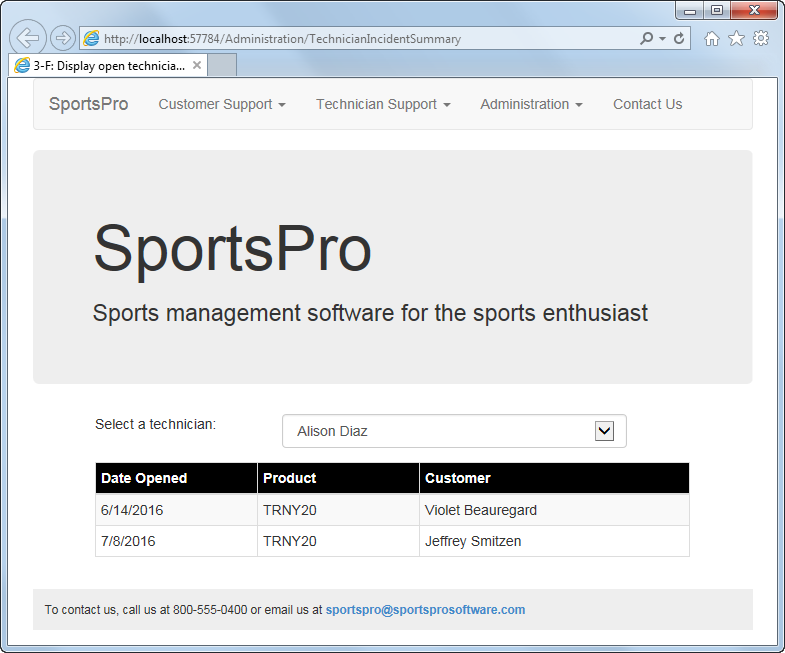 http://localhost:57784/Administration/TechnicianIncidentSummary
3-F: Display open technicia...
SportsPro Customer Support Technician Support Administration Contact Us
SportsPro
Sports management software for the sports enthusiast
Select a technician: Alison Diaz
Date Opened Product Customer
6/14/2016 TRNY20 Violet Beauregard
7/8/2016 TRNY20 Jeffrey Smitzen
To contact us, call us at 800-555-0400 or email us at sportspro@sportsprosoftware.com